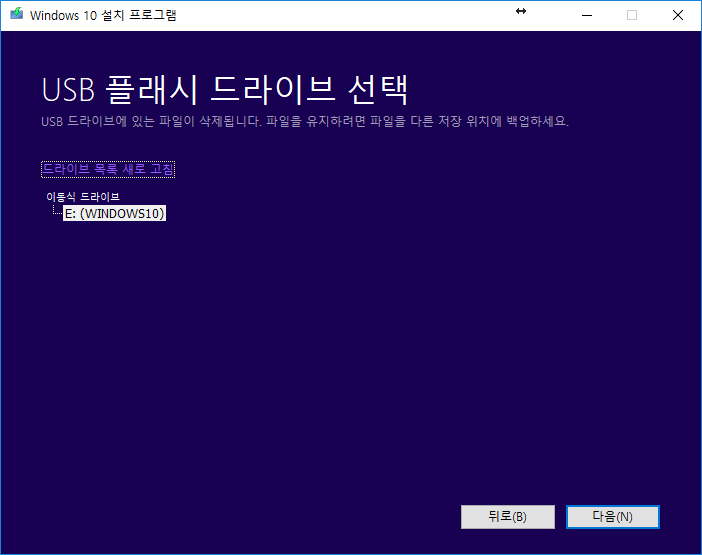 Windows 10 설치 프로그램
USB 플래시 드라이브 선택
USB 드라이브에 있는 파일이 삭제됩니다. 파일을 유지하려면 파일을 다른 저장 위치에 백업하세요.
드라이브 목록 새로 고침
이동식 드라이브
E: (WINDOWS10)
뒤로(B) 다음(N)